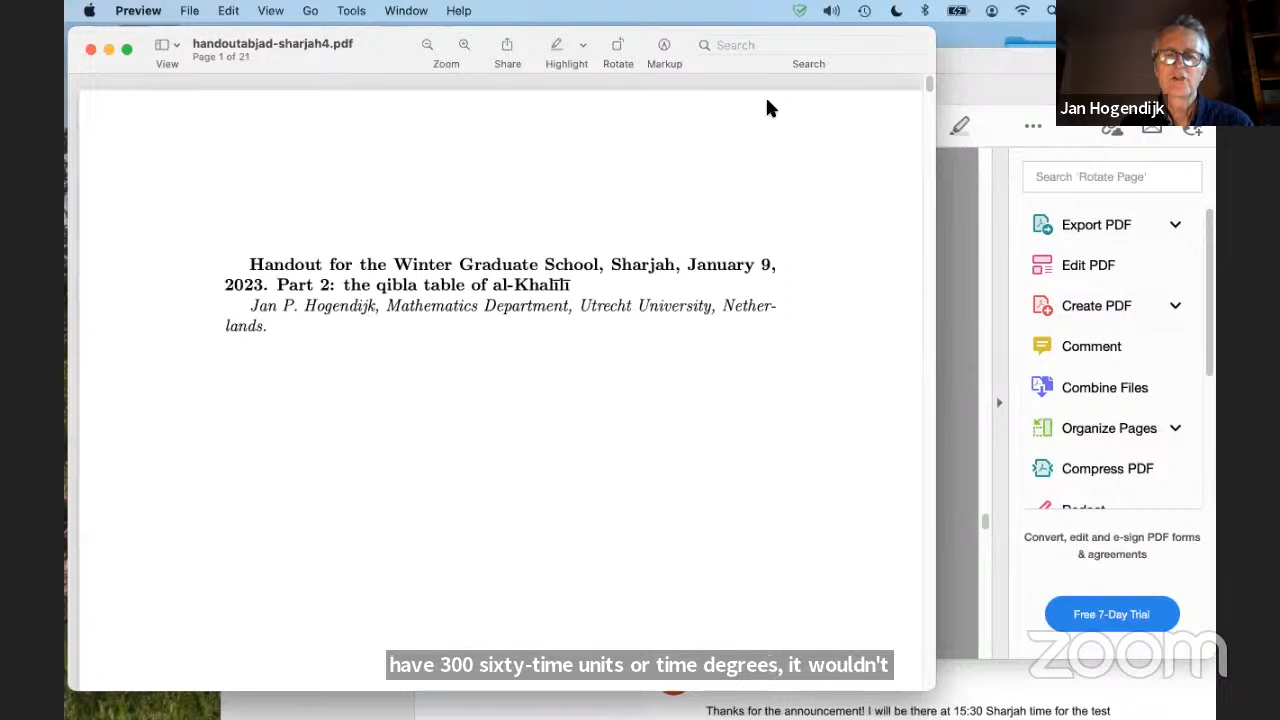 Preview File Edit View Go Tools Window Help
handoutabjad-sharjah4.pdf
Page 1 of 21
Search
View Zoom Share Highlight Rotate Markup Search
Jan Hogendijk
Handout for the Winter Graduate School, Sharjah, January 9,
2023. Part 2: the qibla table of al-Khalīlī
Jan P. Hogendijk, Mathematics Department, Utrecht University, Nether-
lands.
Search 'Rotate Page'
Export PDF
Edit PDF
Create PDF
Comment
Combine Files
Organize Pages
Compress PDF
Redact
Convert, edit and e-sign PDF forms
& agreements
Free 7-Day Trial
zoom
have 300 sixty-time units or time degrees, it wouldn't
Thanks for the announcement! I will be there at 15:30 Sharjah time for the test